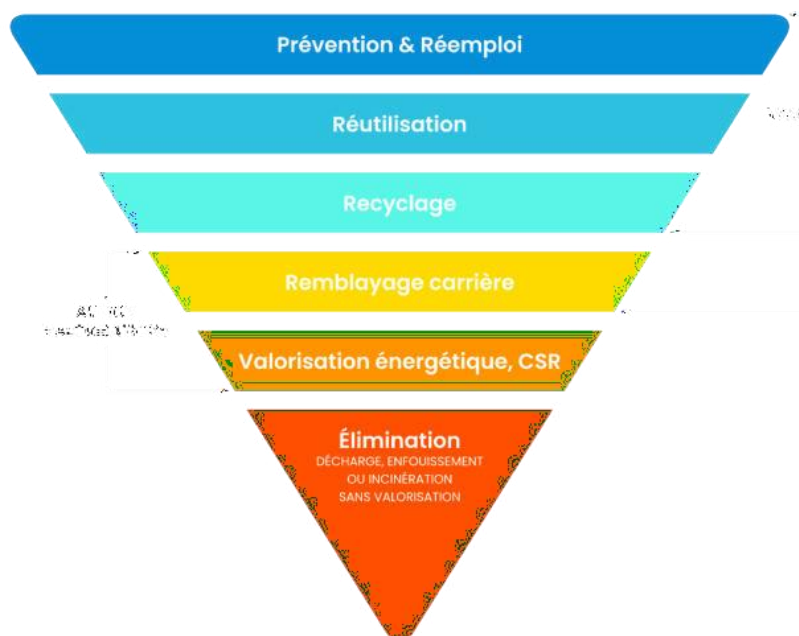 Prévention & Réemploi
Réutilisation
Recyclage
Remblayage carrière
Valorisation énergétique, CSR
Élimination
DÉCHARGE, ENFOUISSEMENT
OU INCINÉRATION
SANS VALORISATION